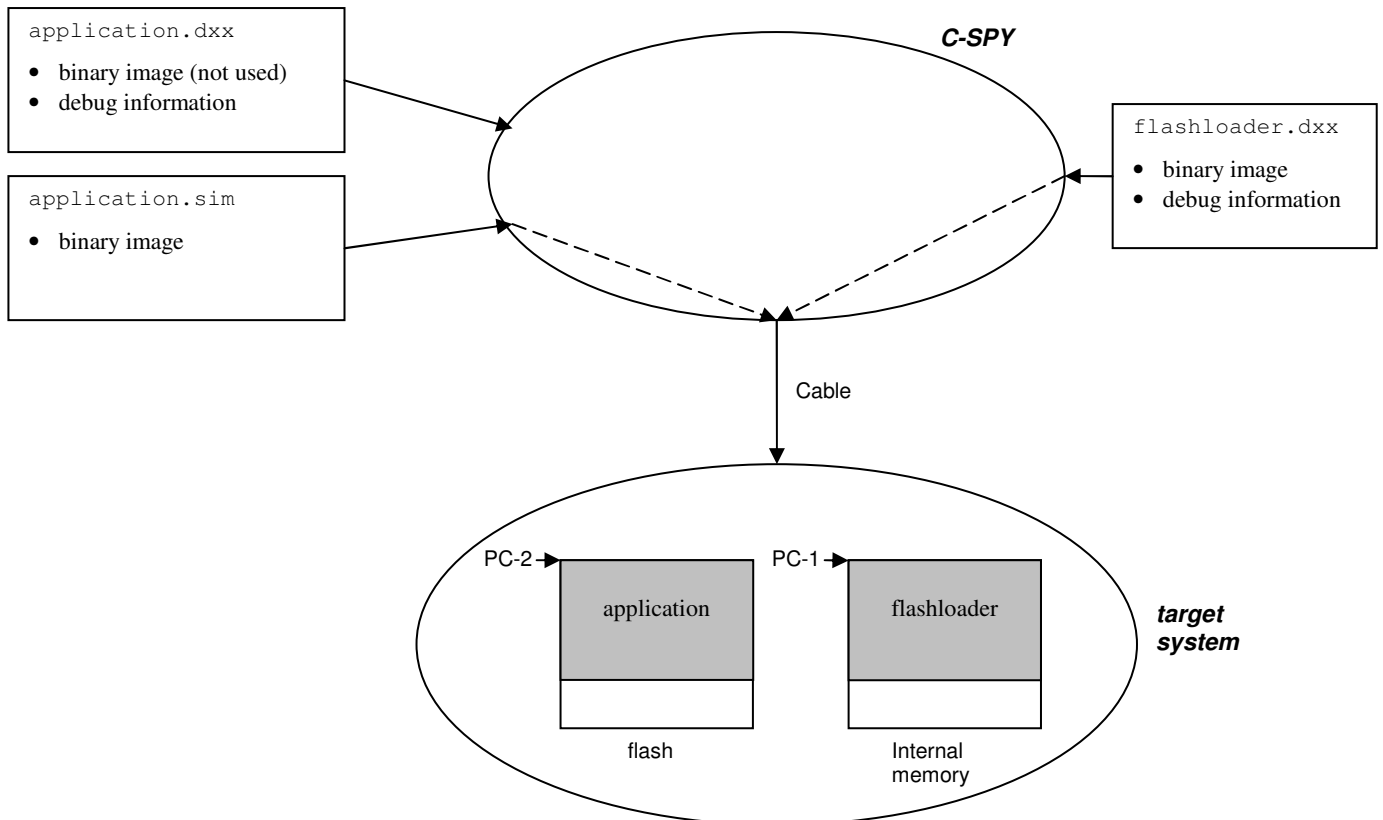 application.dxx
• binary image (not used)
• debug information
C-SPY
flashloader.dxx
• binary image
• debug information
application.sim
• binary image
Cable
PC-2
application
flash
PC-1
flashloader
Internal
memory
target
system